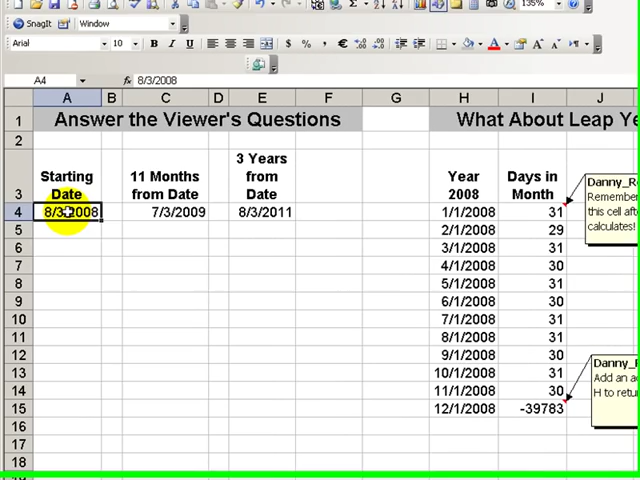 135%
SnagIt Window
Arial 10 B I U $ % ,
A4 fx 8/3/2008
A B C D E F G H I J
1 Answer the Viewer's Questions What About Leap Ye
2
3 Years
from
Date
Starting
Date
11 Months
from Date
Year
2008
Days in
Month
3
4 8/3/2008 7/3/2009 8/3/2011 1/1/2008 31
5 2/1/2008 29
6 3/1/2008 31
7 4/1/2008 30
8 5/1/2008 31
9 6/1/2008 30
10 7/1/2008 31
11 8/1/2008 31
12 9/1/2008 30
13 10/1/2008 31
14 11/1/2008 30
15 12/1/2008 -39783
16
17
18
Danny_R
Remember
this cell aft
calculates!
Danny_R
Add an a
H to retu